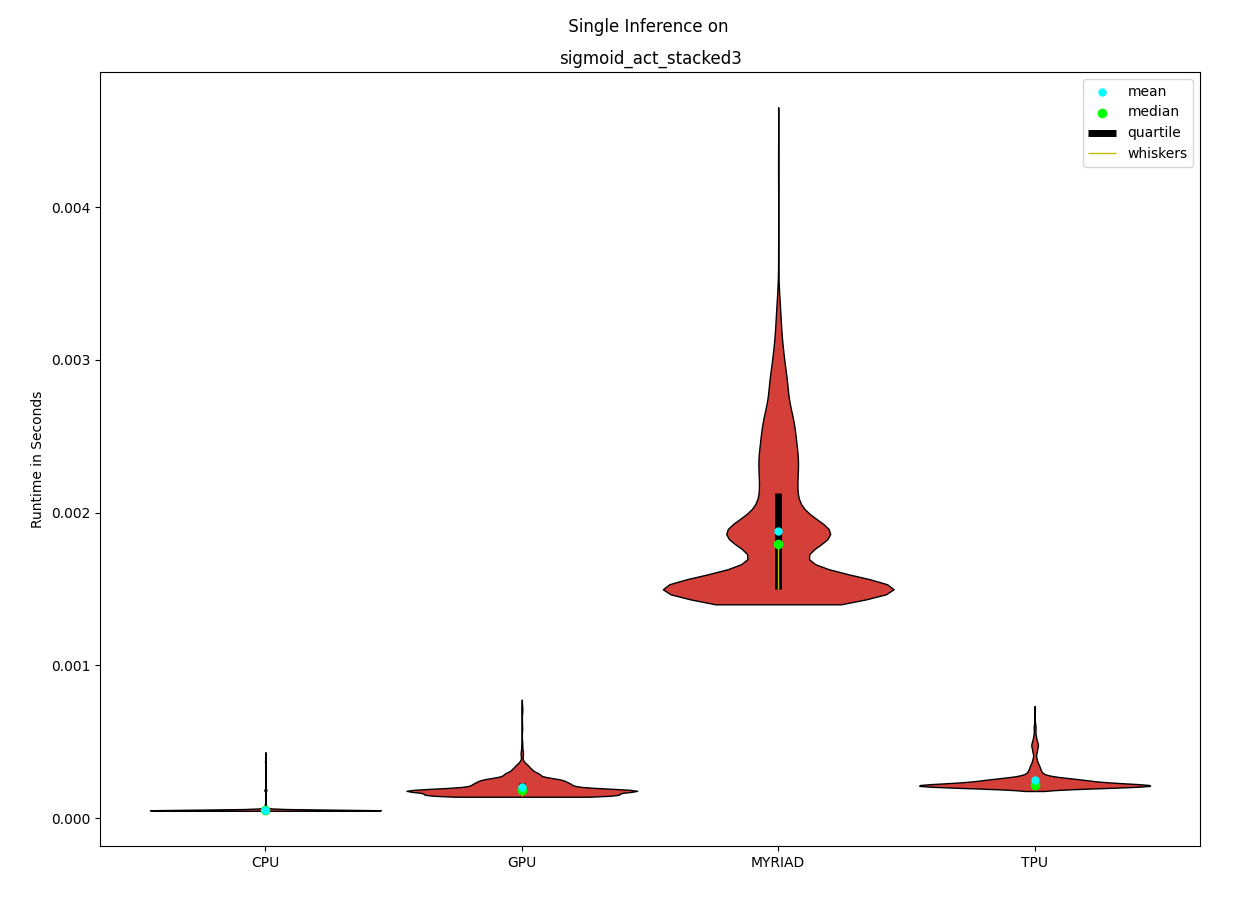 Single Inference on
sigmoid_act_stacked3
mean
median
quartile
whiskers
Runtime in Seconds
0.004
0.003
0.002
0.001
0.000
CPU
GPU
MYRIAD
TPU